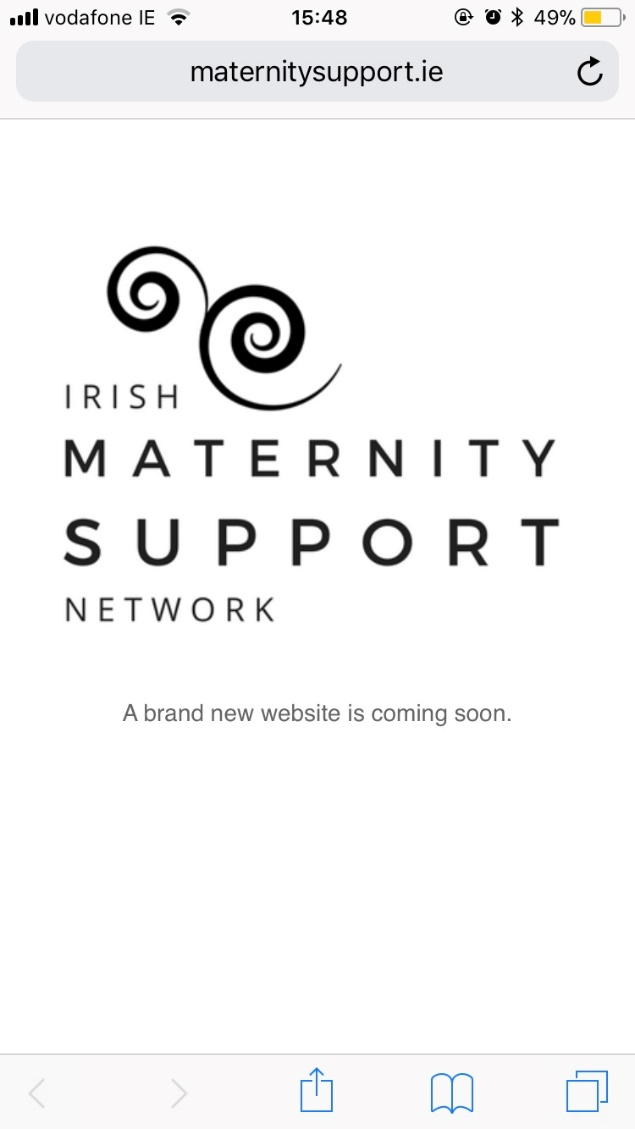 vodafone IE 15:48 49%
maternitysupport.ie
IRISH
MATERNITY
SUPPORT
NETWORK
A brand new website is coming soon.